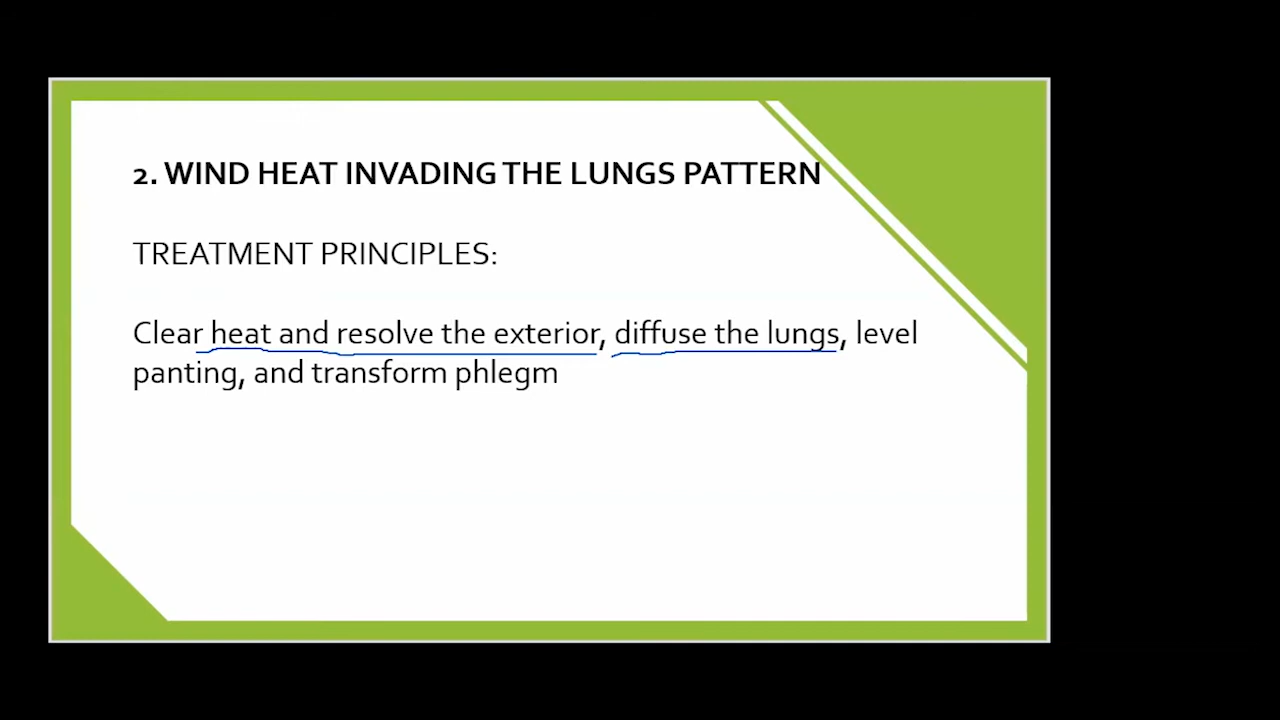 2. WIND HEAT INVADING THE LUNGS PATTERN
TREATMENT PRINCIPLES:
Clear heat and resolve the exterior, diffuse the lungs, level
panting, and transform phlegm